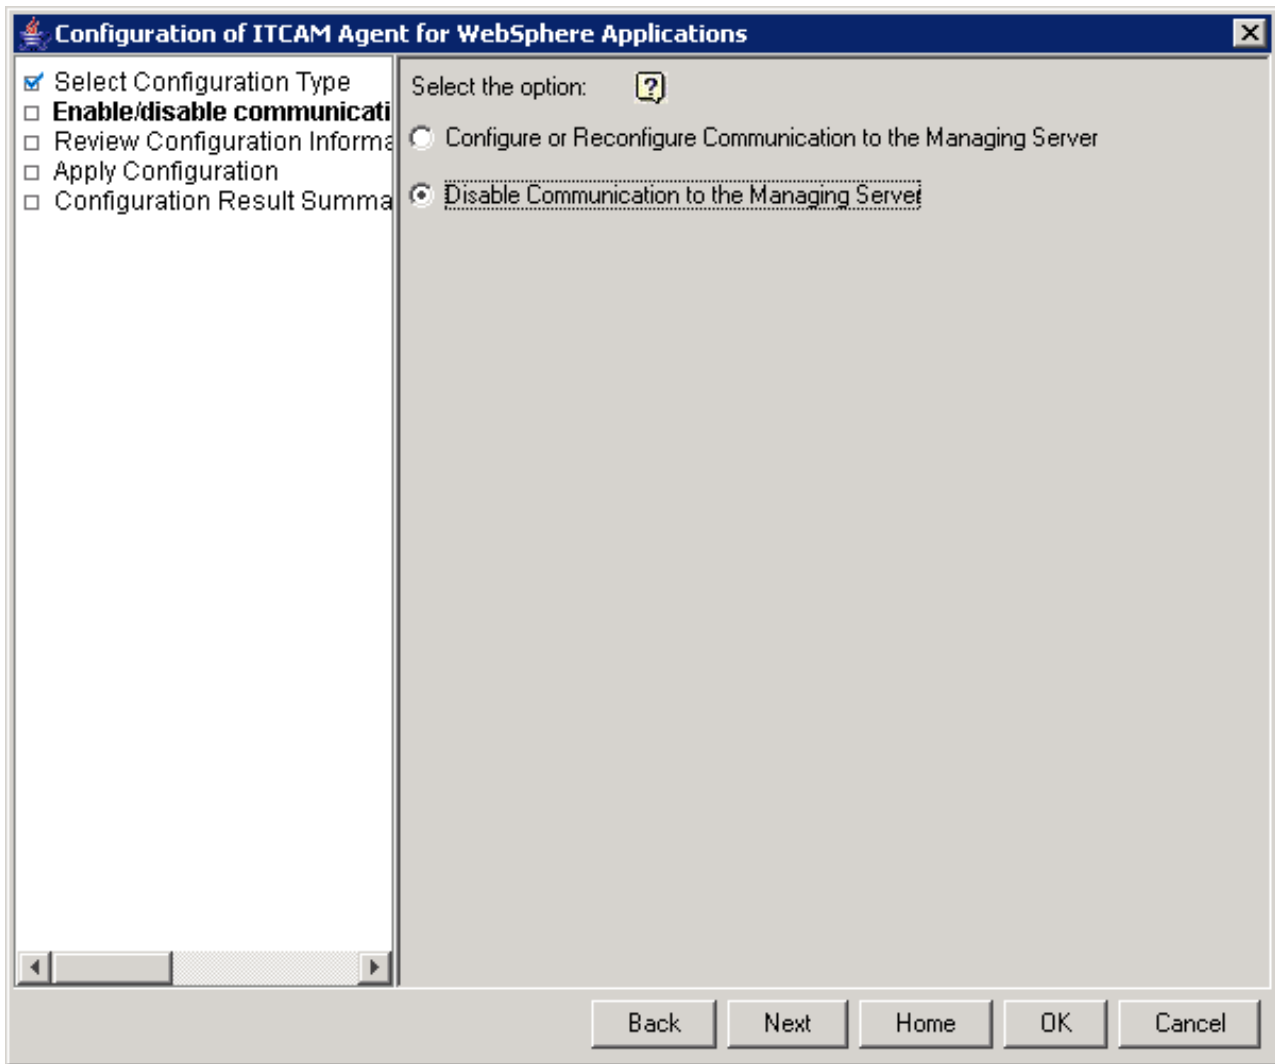 Configuration of ITCAM Agent for WebSphere Applications
Select Configuration Type
Enable/disable communicati
Review Configuration Informa
Apply Configuration
Configuration Result Summa
Select the option:
Configure or Reconfigure Communication to the Managing Server
Disable Communication to the Managing Server
Back Next Home OK Cancel